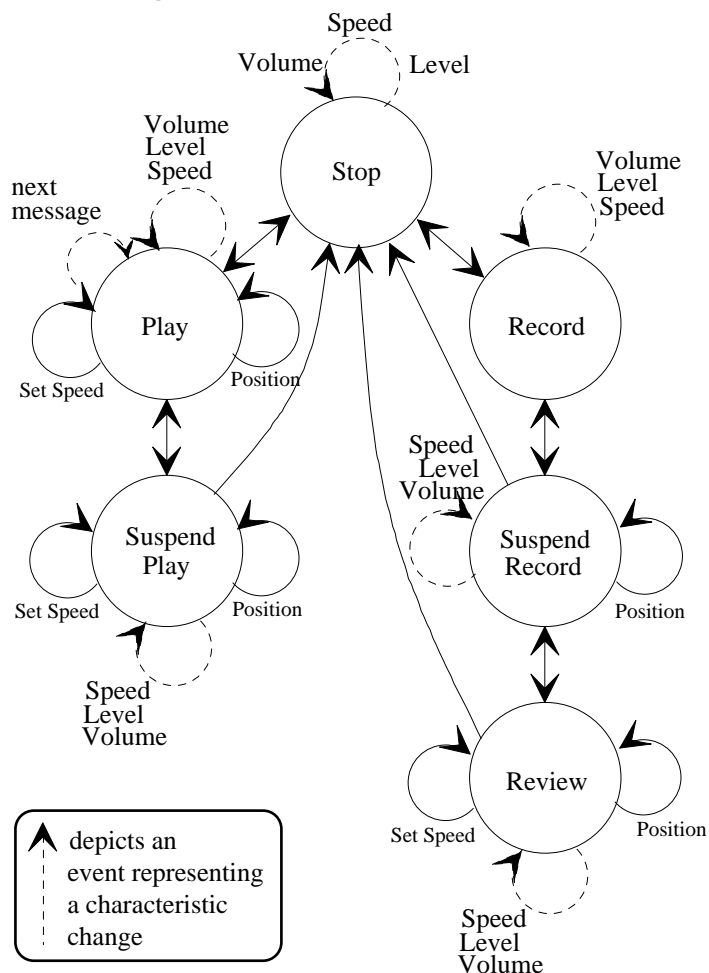 Speed
Volume
Level
Stop
Volume
Level
Speed
next
message
Play
Set Speed
Position
Volume
Level
Speed
Record
Suspend
Play
Set Speed
Position
Speed
Level
Volume
Speed
Level
Volume
Suspend
Record
Position
Review
Set Speed
Position
Speed
Level
Volume
depicts an
event representing
a characteristic
change